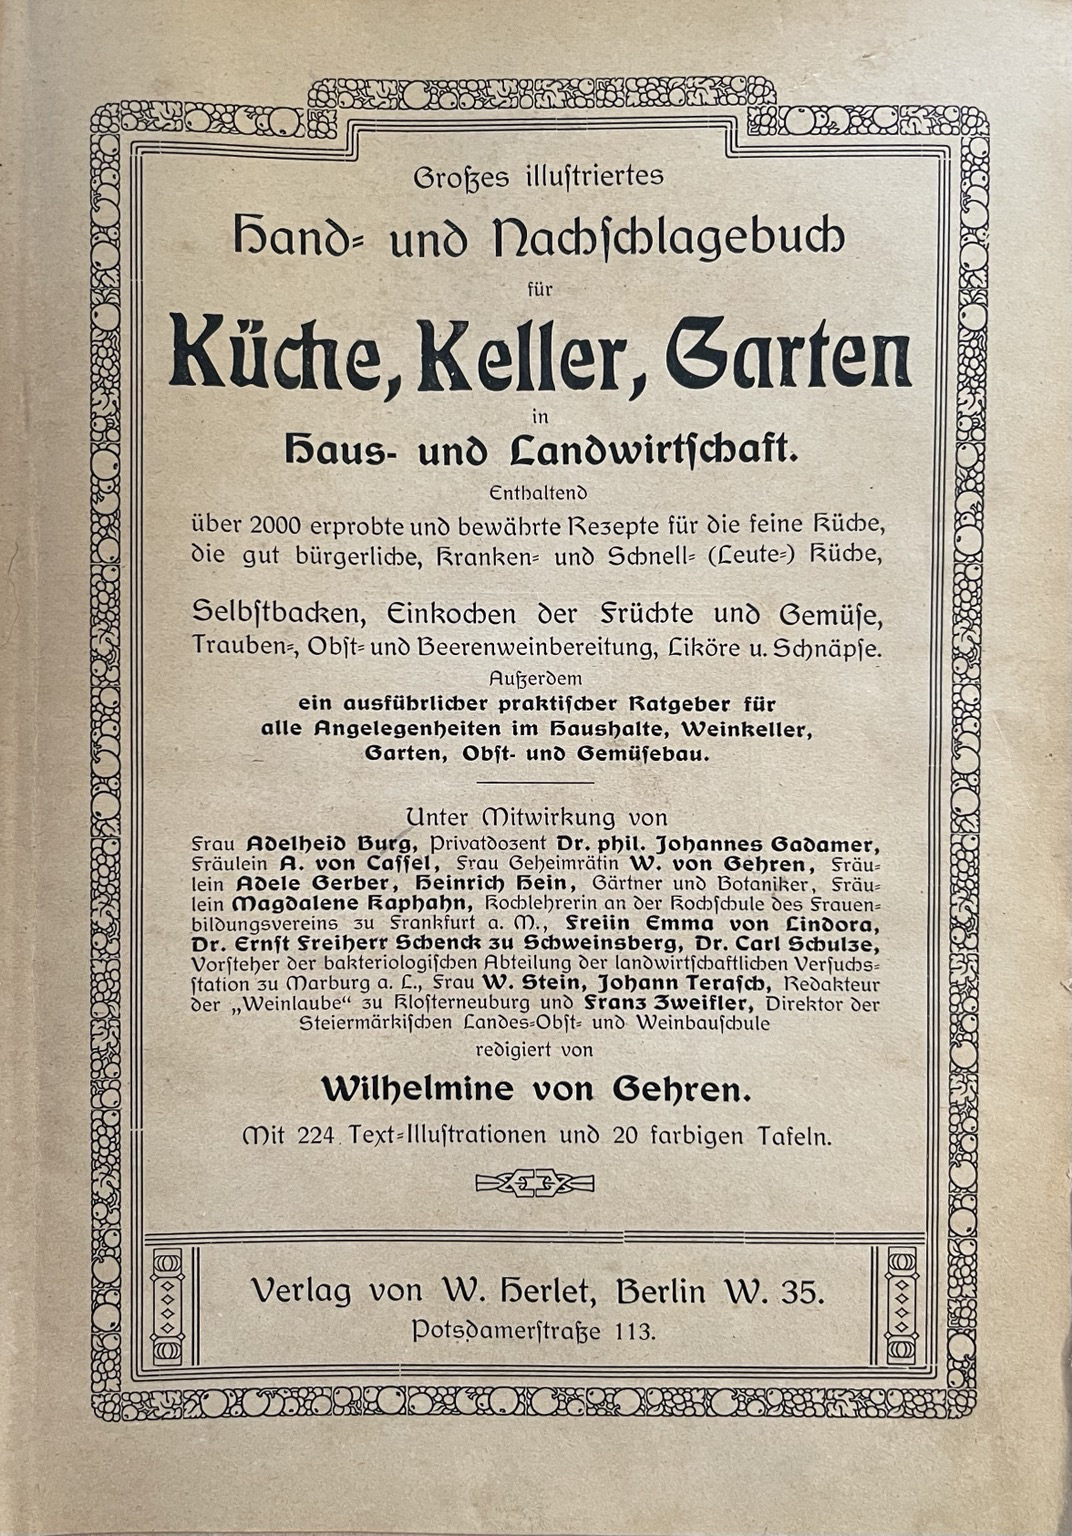 Großes illuſtriertes
Hand- und Nachſchlagebuch
für
Küche, Keller, Garten
in
Haus- und Landwirtſchaft.
Enthaltend
über 2000 erprobte und bewährte Rezepte für die feine Küche,
die gut bürgerliche, Kranken- und Schnell- (Leute-) Küche,
Selbſtbacken, Einkochen der Früchte und Gemüſe,
Trauben-, Obſt- und Beerenweinbereitung, Liköre u. Schnäpſe.
Außerdem
ein ausführlicher praktiſcher Ratgeber für
alle Angelegenheiten im Haushalte, Weinkeller,
Garten, Obſt- und Gemüſebau.
Unter Mitwirkung von
Frau Adelheid Burg, Privatdozent Dr. phil. Johannes Gadamer,
Fräulein A. von Caſſel, Frau Geheimrätin W. von Gehren, Fräu-
lein Adele Gerber, Heinrich Hein, Gärtner und Botaniker, Fräu-
lein Magdalene Kaphahn, Kochlehrerin an der Kochſchule des Frauen-
bildungsvereins zu Frankfurt a. M., Freiin Emma von Lindora,
Dr. Ernſt Freiherr Schenck zu Schweinsberg, Dr. Carl Schulze,
Vorſteher der bakteriologiſchen Abteilung der landwirtſchaftlichen Verſuchs-
ſtation zu Marburg a. L., Frau W. Stein, Johann Teraſch, Redakteur
der „Weinlaube“ zu Kloſterneuburg und Franz Zweifler, Direktor der
Steiermärkiſchen Landes-Obſt- und Weinbauſchule
redigiert von
Wilhelmine von Gehren.
Mit 224 Text-Illuſtrationen und 20 farbigen Tafeln.
Verlag von W. Herlet, Berlin W. 35.
Potsdamerſtraße 113.